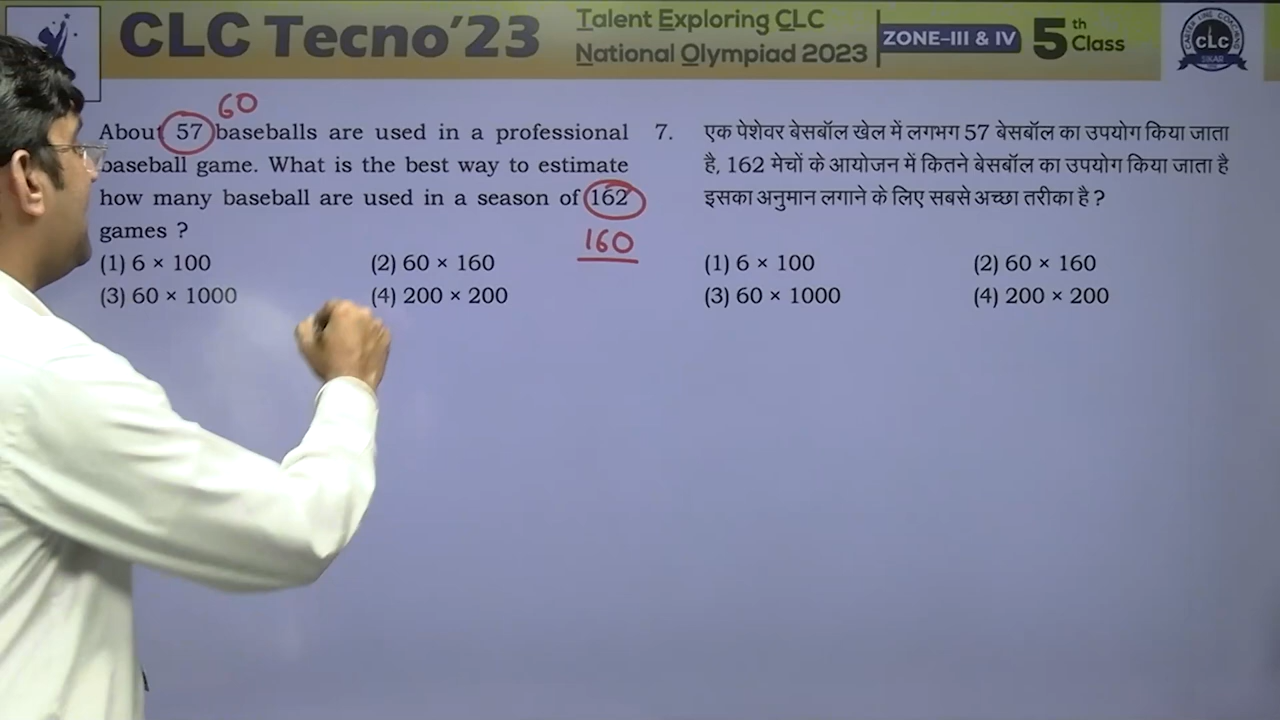 CLC Tecno'23
Talent Exploring CLC
National Olympiad 2023
ZONE–III & IV
5th Class
CLC
SIKAR
60
About 57 baseballs are used in a professional
baseball game. What is the best way to estimate
how many baseball are used in a season of 162
games ?
160
(1) 6 × 100 (2) 60 × 160
(3) 60 × 1000 (4) 200 × 200
7. एक पेशेवर बेसबॉल खेल में लगभग 57 बेसबॉल का उपयोग किया जाता
है, 162 मेचों के आयोजन में कितने बेसबॉल का उपयोग किया जाता है
इसका अनुमान लगाने के लिए सबसे अच्छा तरीका है ?
(1) 6 × 100 (2) 60 × 160
(3) 60 × 1000 (4) 200 × 200